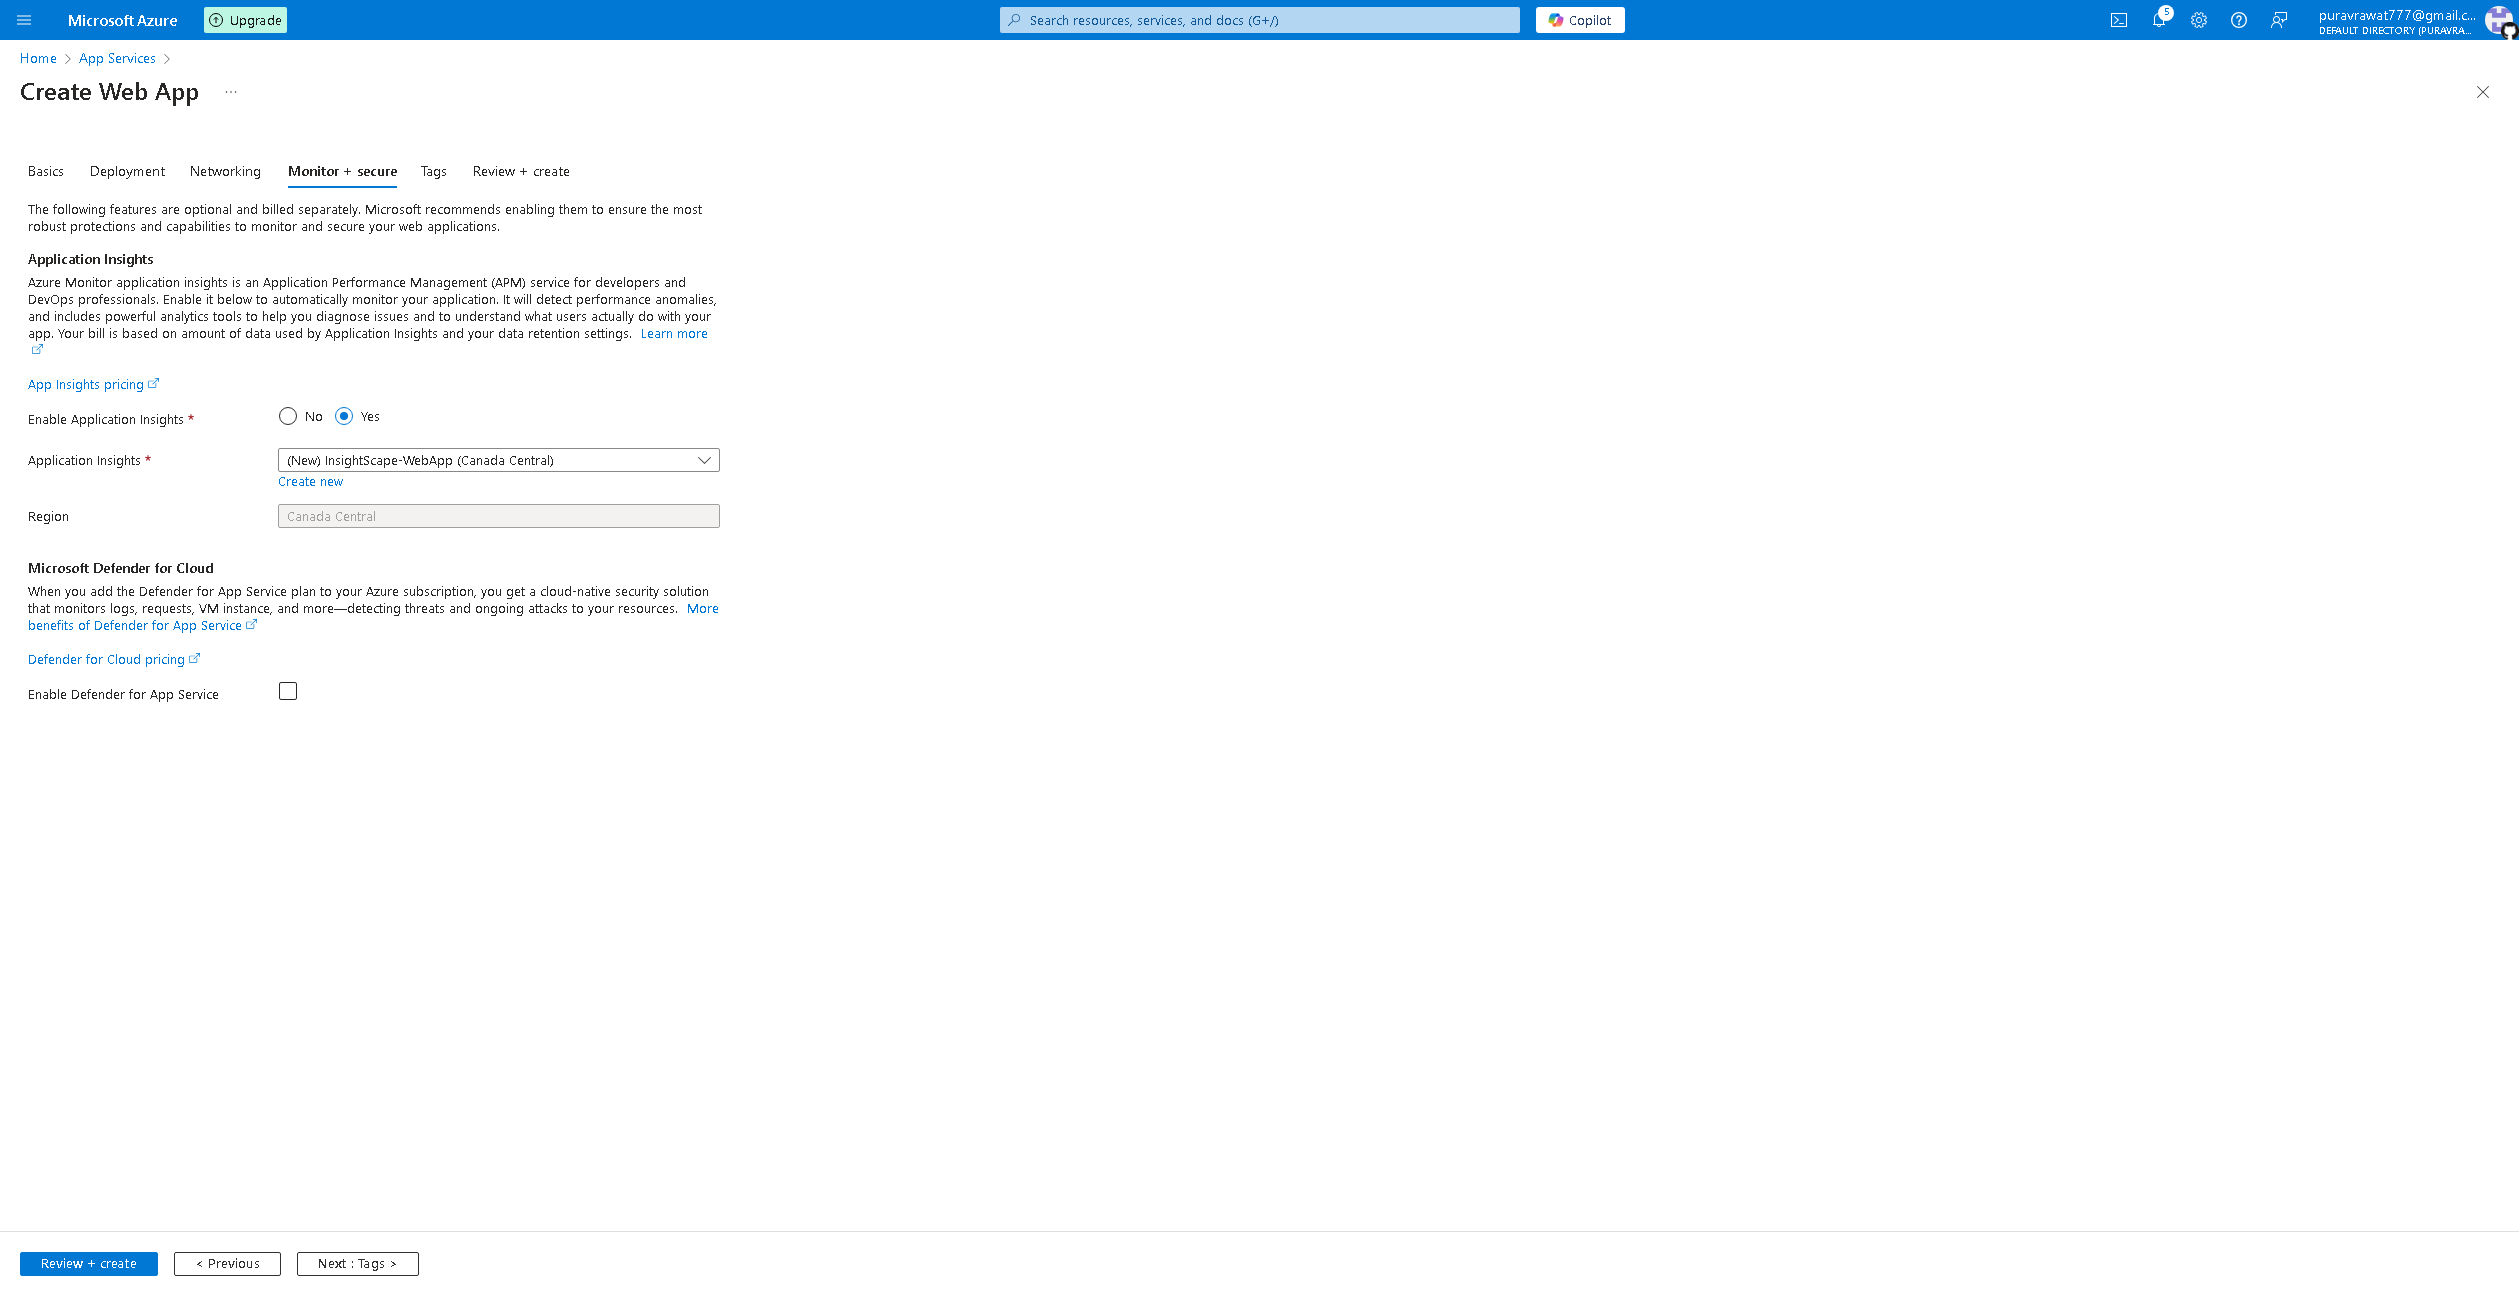 Microsoft Azure
Upgrade
Search resources, services, and docs (G+/)
Copilot
5
puravrawat777@gmail.c...
DEFAULT DIRECTORY (PURAVRA...
Home > App Services >
Create Web App ...
Basics Deployment Networking Monitor + secure Tags Review + create
The following features are optional and billed separately. Microsoft recommends enabling them to ensure the most
robust protections and capabilities to monitor and secure your web applications.
Application Insights
Azure Monitor application insights is an Application Performance Management (APM) service for developers and
DevOps professionals. Enable it below to automatically monitor your application. It will detect performance anomalies,
and includes powerful analytics tools to help you diagnose issues and to understand what users actually do with your
app. Your bill is based on amount of data used by Application Insights and your data retention settings. Learn more
App Insights pricing
Enable Application Insights * No Yes
Application Insights * (New) InsightScape-WebApp (Canada Central)
Create new
Region Canada Central
Microsoft Defender for Cloud
When you add the Defender for App Service plan to your Azure subscription, you get a cloud-native security solution
that monitors logs, requests, VM instance, and more—detecting threats and ongoing attacks to your resources. More
benefits of Defender for App Service
Defender for Cloud pricing
Enable Defender for App Service
Review + create < Previous Next : Tags >